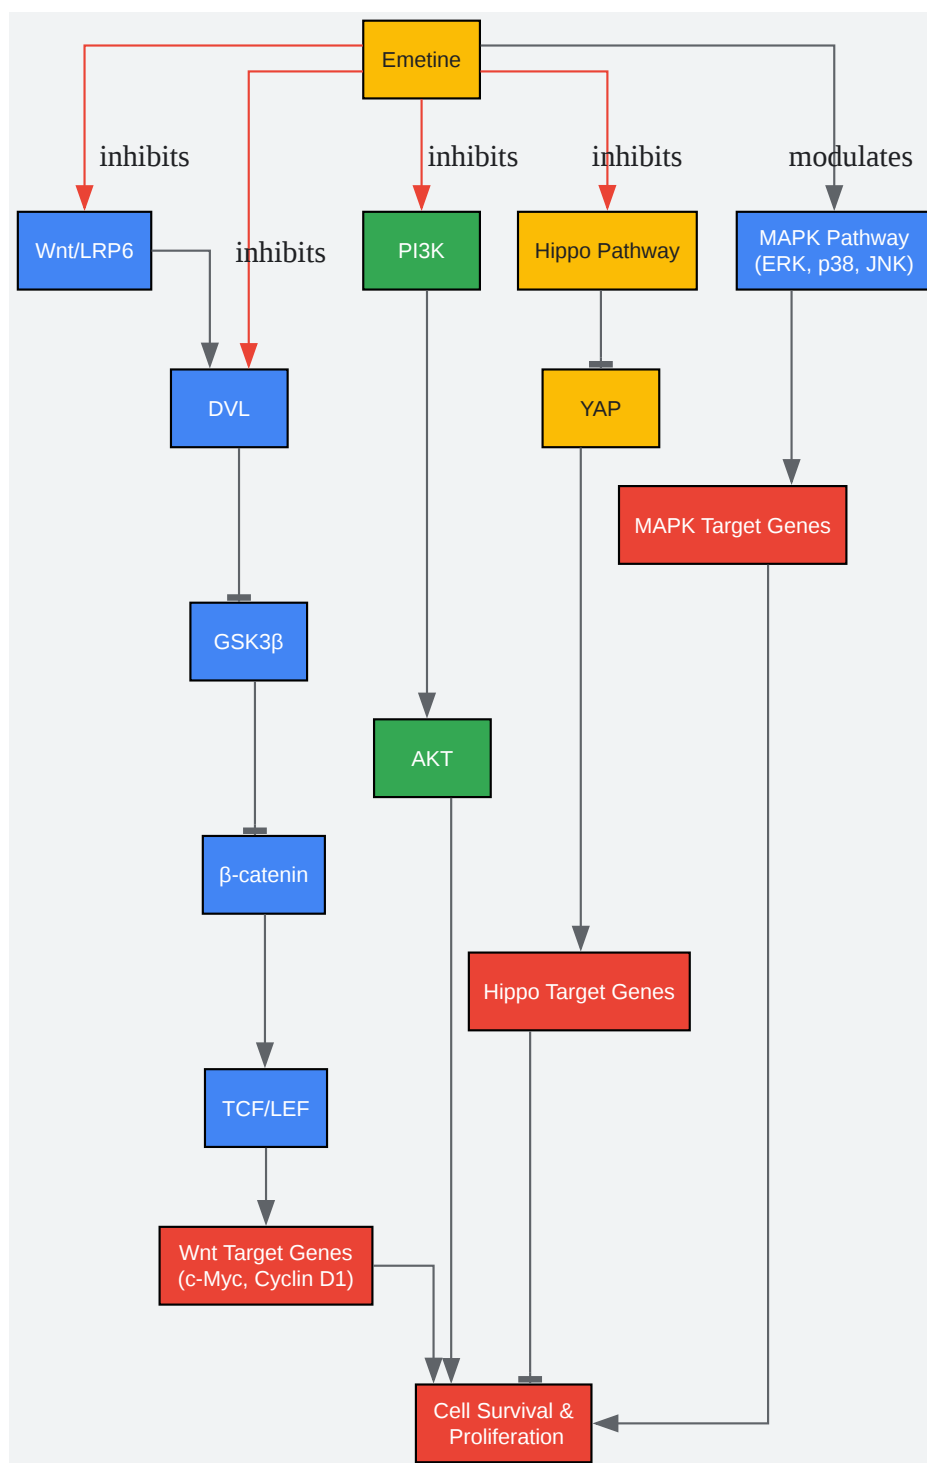 Emetine
inhibits
inhibits
inhibits
modulates
Wnt/LRP6
inhibits
PI3K
Hippo Pathway
MAPK Pathway
(ERK, p38, JNK)
DVL
YAP
MAPK Target Genes
GSK3β
AKT
β-catenin
Hippo Target Genes
TCF/LEF
Wnt Target Genes
(c-Myc, Cyclin D1)
Cell Survival &
Proliferation